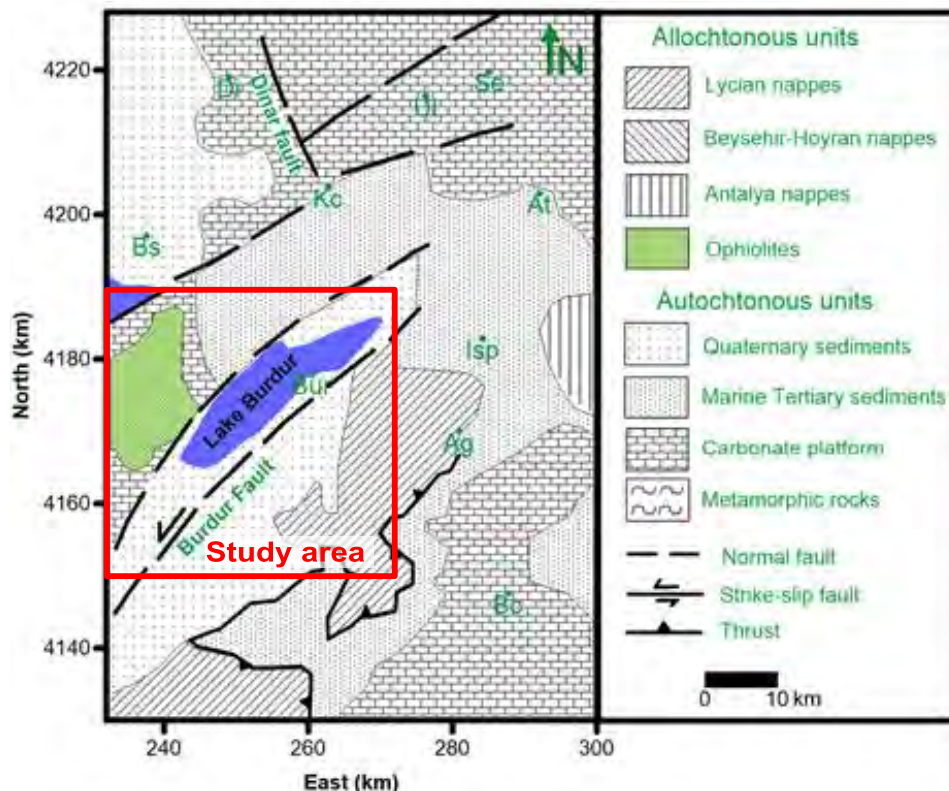 4220
4200
4180
4160
4140
North (km)
240
260
280
300
East (km)
N
Dinar fault
Se
Kc
At
Bs
Isp
Lake Burdur
Bur
Ag
Burdur Fault
Study area
Allochtonous units
Lycian nappes
Beysehir-Hoyran nappes
Antalya nappes
Ophiolites
Autochtonous units
Quaternary sediments
Marine Tertiary sediments
Carbonate platform
Metamorphic rocks
Normal fault
Strike-slip fault
Thrust
0 10 km